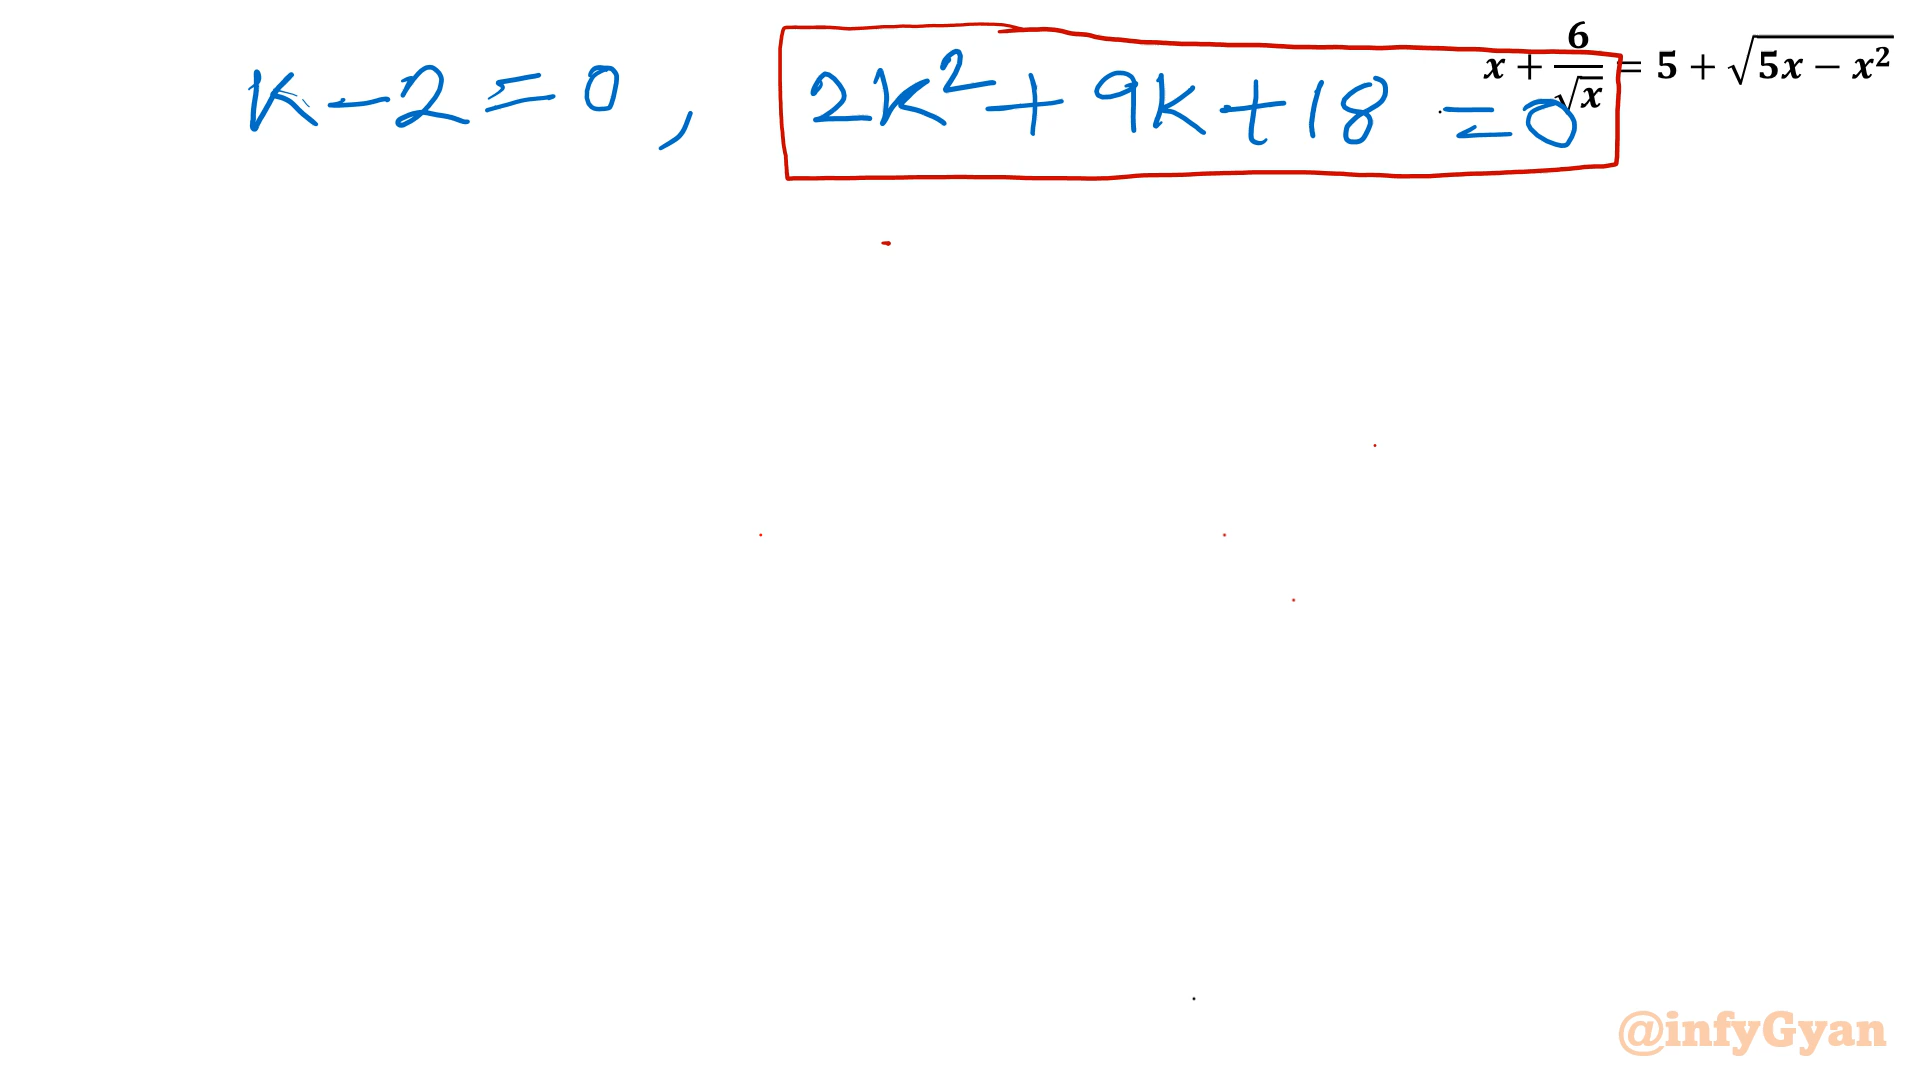 k-2=0, 2k²+9k+18 =0
x + 6/√x = 5 + √(5x − x²)
@infyGyan